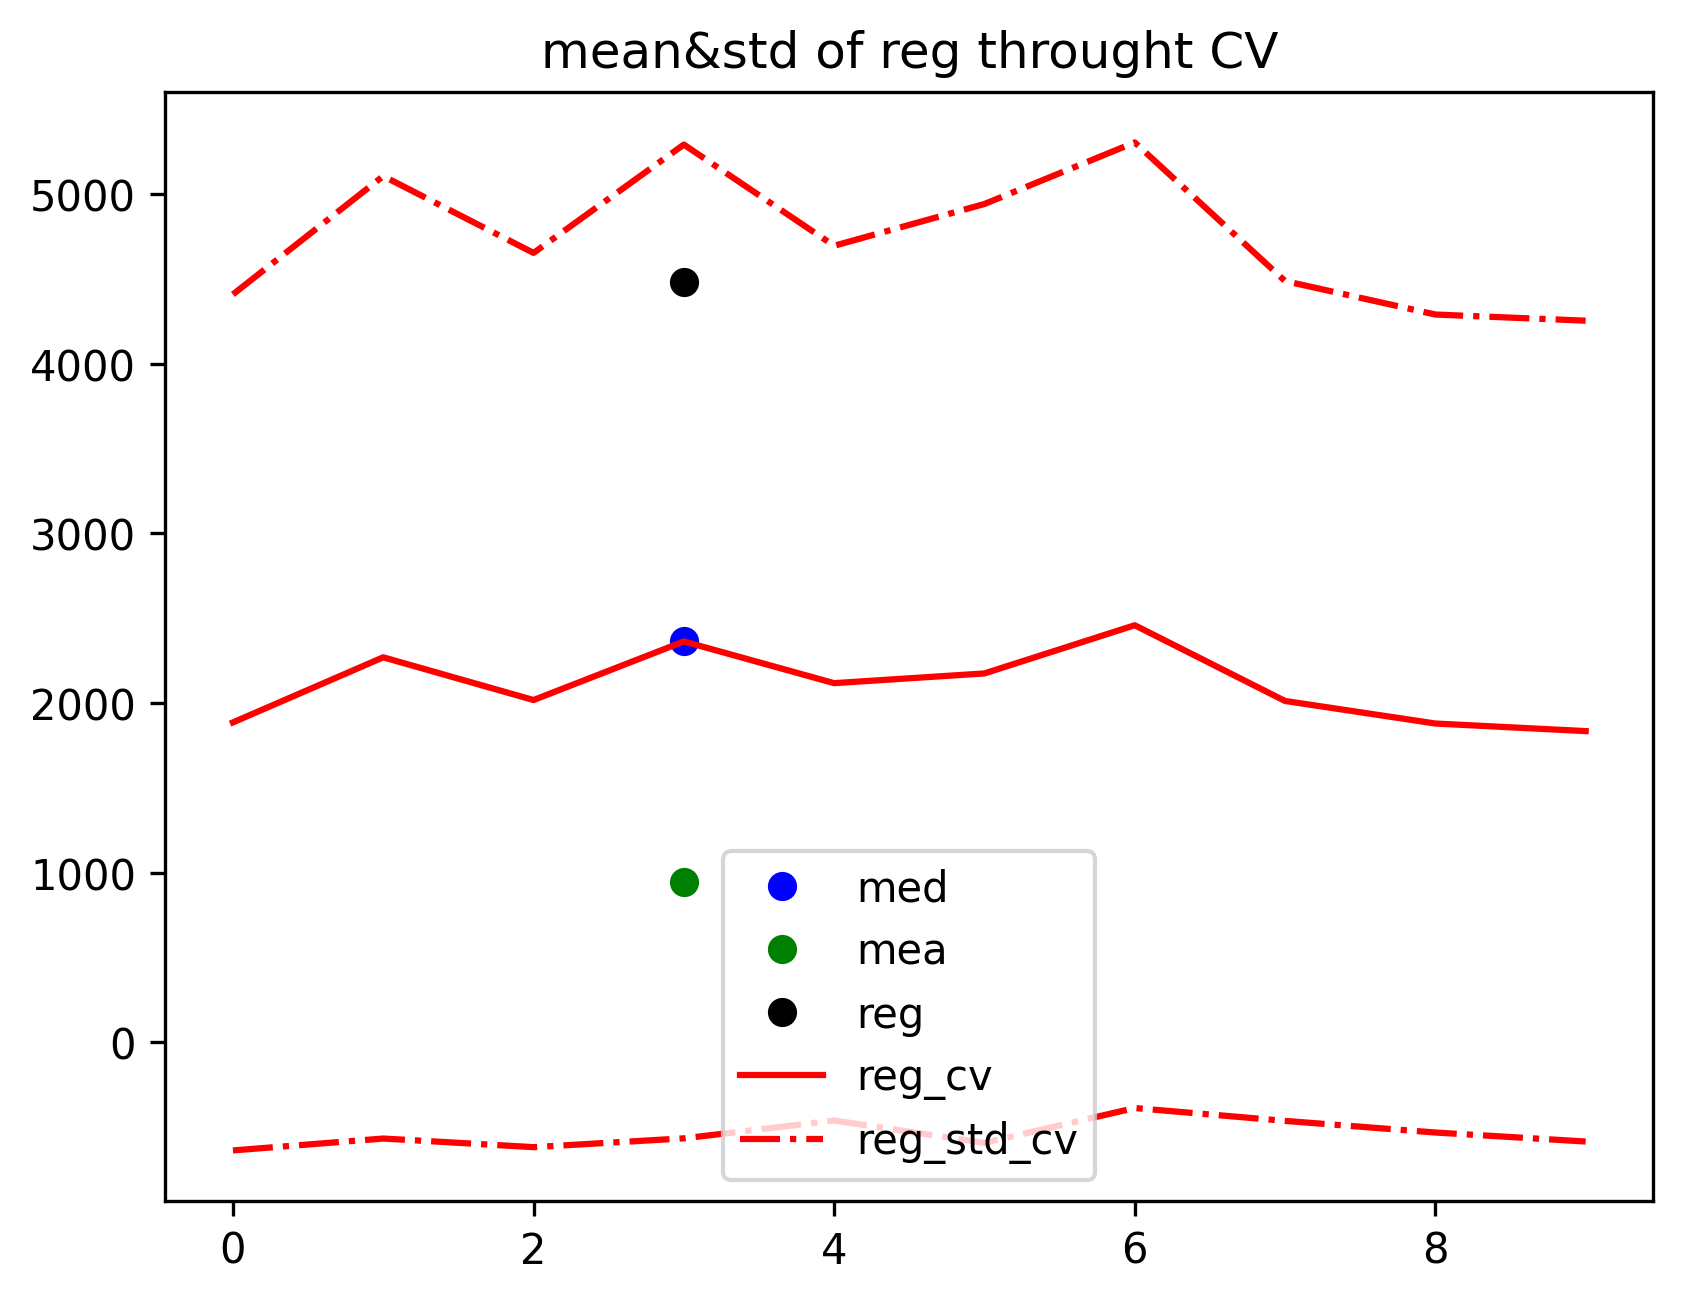 mean&std of reg throught CV
5000
4000
3000
2000
1000
0
med
mea
reg
reg_cv
reg_std_cv
0 2 4 6 8